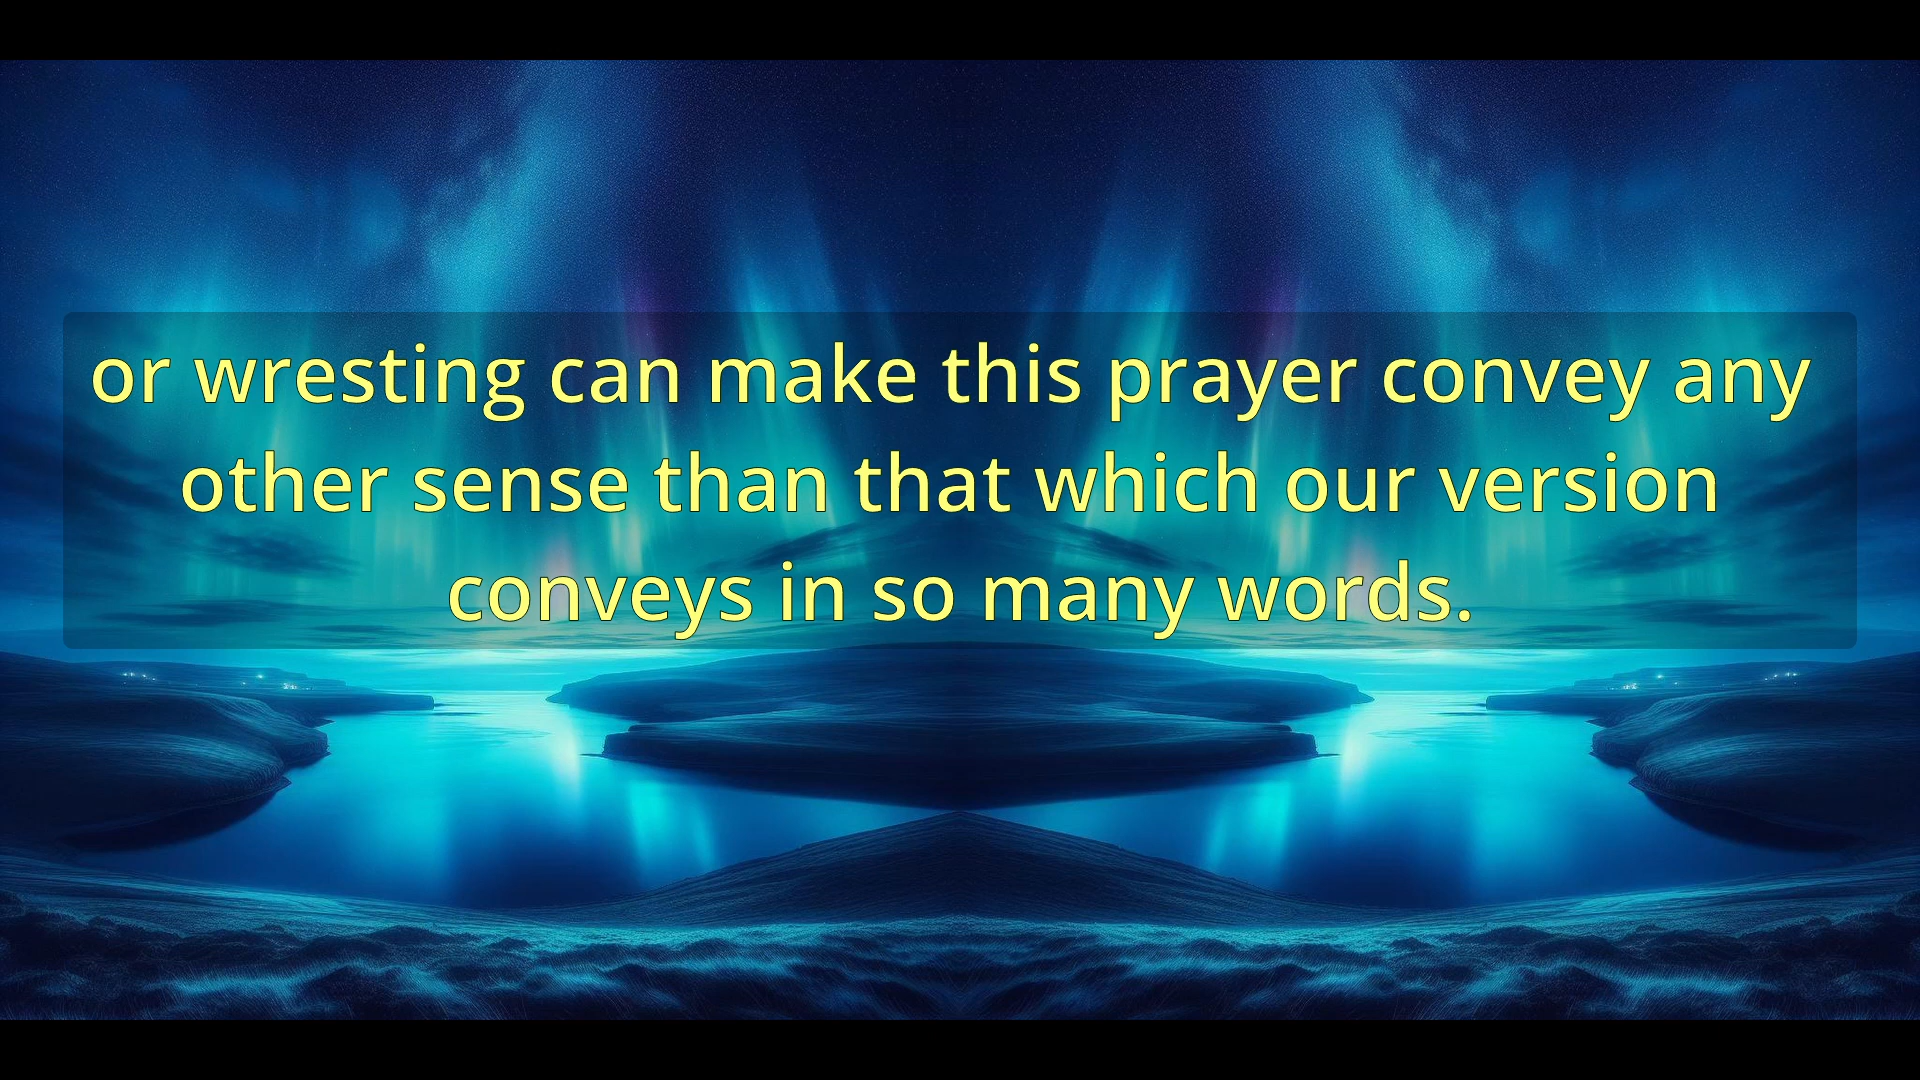 or wresting can make this prayer convey any
other sense than that which our version
conveys in so many words.